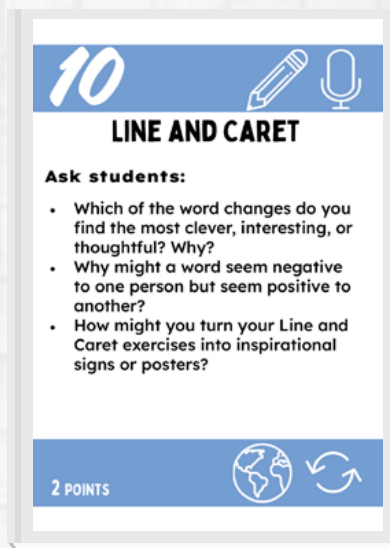 10
LINE AND CARET
Ask students:
• Which of the word changes do you
find the most clever, interesting, or
thoughtful? Why?
• Why might a word seem negative
to one person but seem positive to
another?
• How might you turn your Line and
Caret exercises into inspirational
signs or posters?
2 POINTS